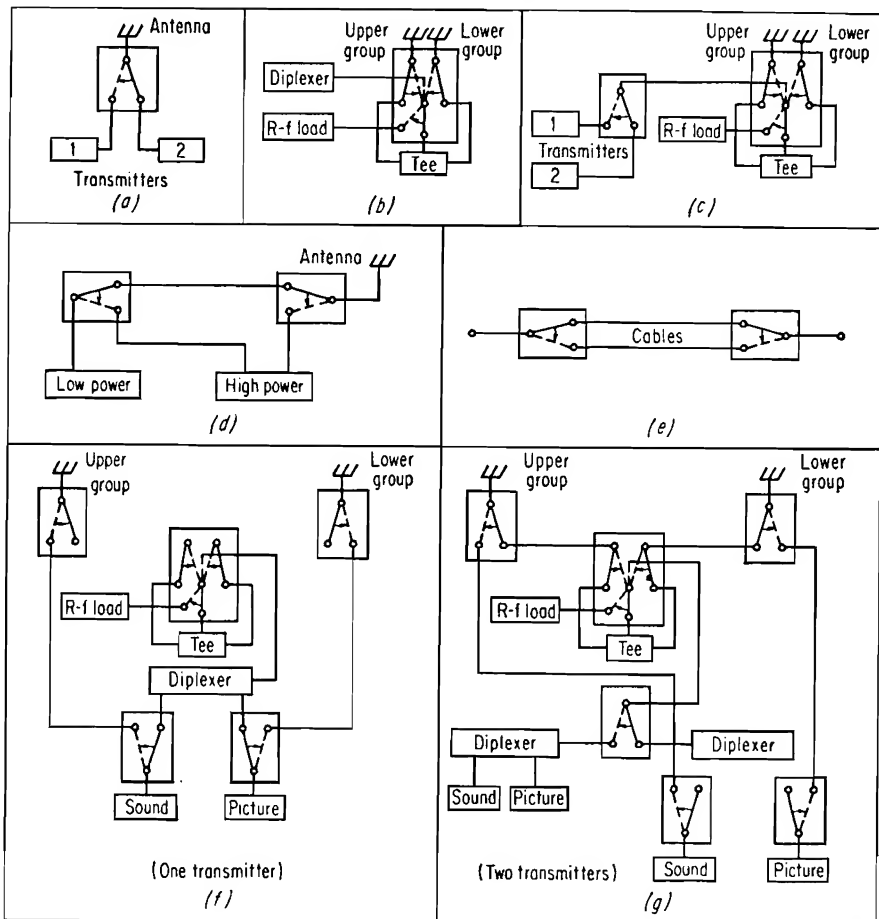 Antenna
1
2
Transmitters
(a)
Upper
group
Lower
group
Diplexer
R-f load
Tee
(b)
Upper
group
Lower
group
1
Transmitters
2
R-f load
Tee
(c)
Antenna
Low power
High power
(d)
Cables
(e)
Upper
group
Lower
group
R-f load
Tee
Diplexer
Sound
Picture
(One transmitter)
(f)
Upper
group
Lower
group
R-f load
Tee
Diplexer
Diplexer
Sound
Picture
(Two transmitters)
Sound
Picture
(g)